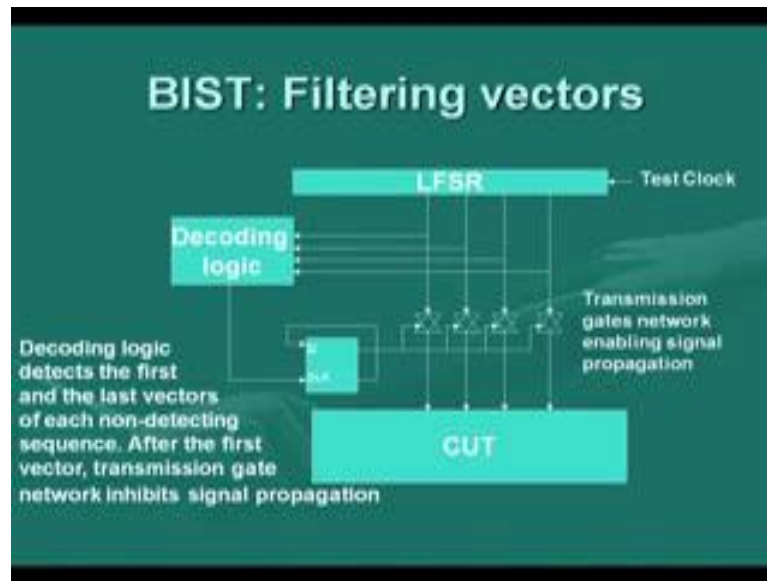 BIST: Filtering vectors
LFSR
Test Clock
Decoding
logic
Transmission
gates network
enabling signal
propagation
Decoding logic
detects the first
and the last vectors
of each non-detecting
sequence. After the first
vector, transmission gate
network inhibits signal propagation
CLK
CUT